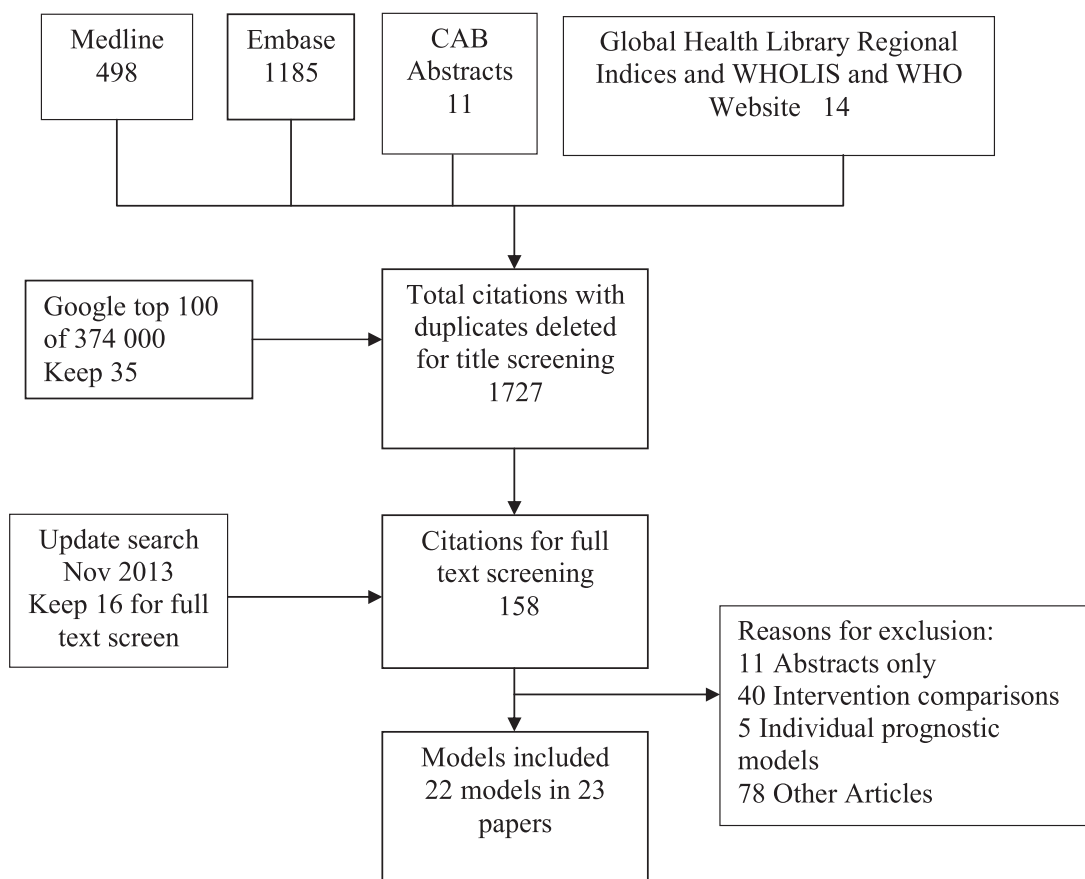 Medline
498
Embase
1185
CAB
Abstracts
11
Global Health Library Regional
Indices and WHOLIS and WHO
Website 14
Google top 100
of 374 000
Keep 35
Total citations with
duplicates deleted
for title screening
1727
Update search
Nov 2013
Keep 16 for full
text screen
Citations for full
text screening
158
Reasons for exclusion:
11 Abstracts only
40 Intervention comparisons
5 Individual prognostic
models
78 Other Articles
Models included
22 models in 23
papers